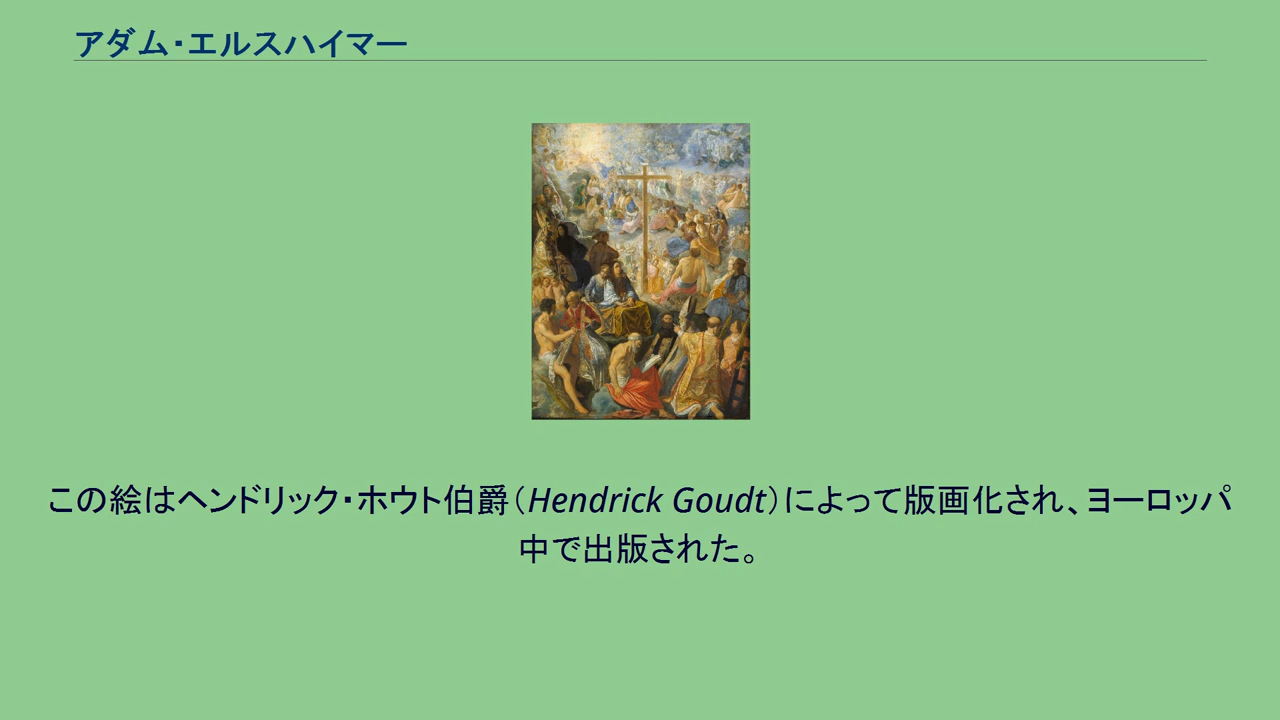 アダム・エルスハイマー
この絵はヘンドリック・ホウト伯爵（Hendrick Goudt）によって版画化され、ヨーロッパ
中で出版された。